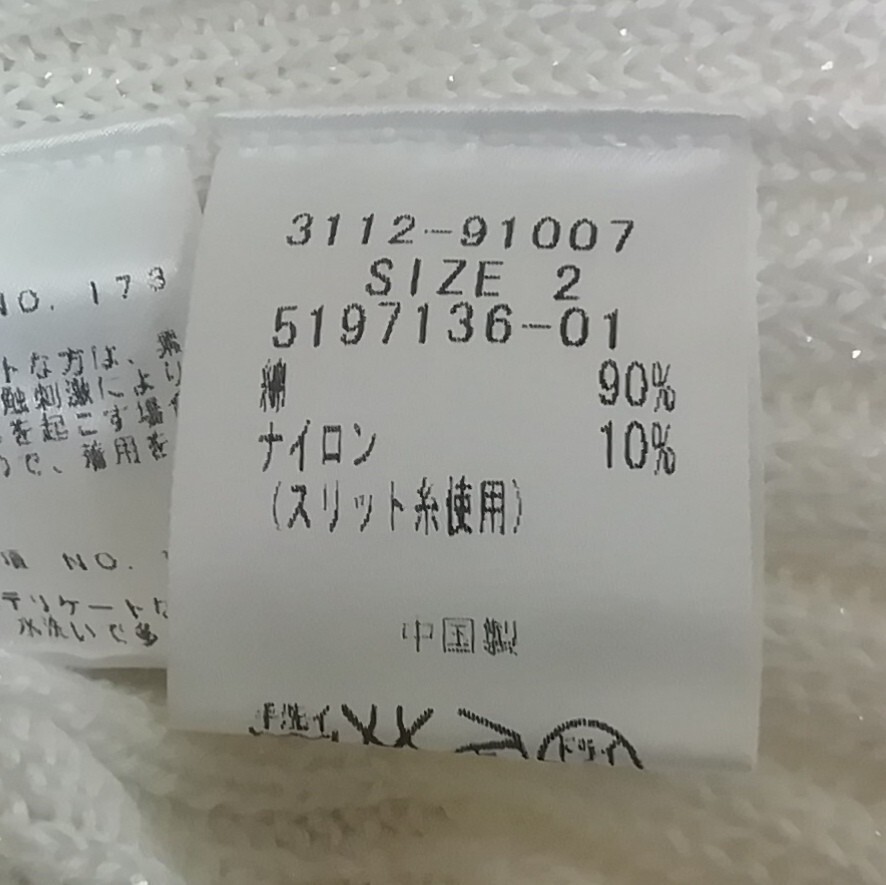 3112-91007
SIZE 2
5197136-01
綿 90%
ナイロン 10%
(スリット糸使用)
中国製
手洗イ
ドライ
NO. 173
トな方は、
触刺激により
を起こす場
で、着用を
項 NO.
デリケートな
水洗いでき